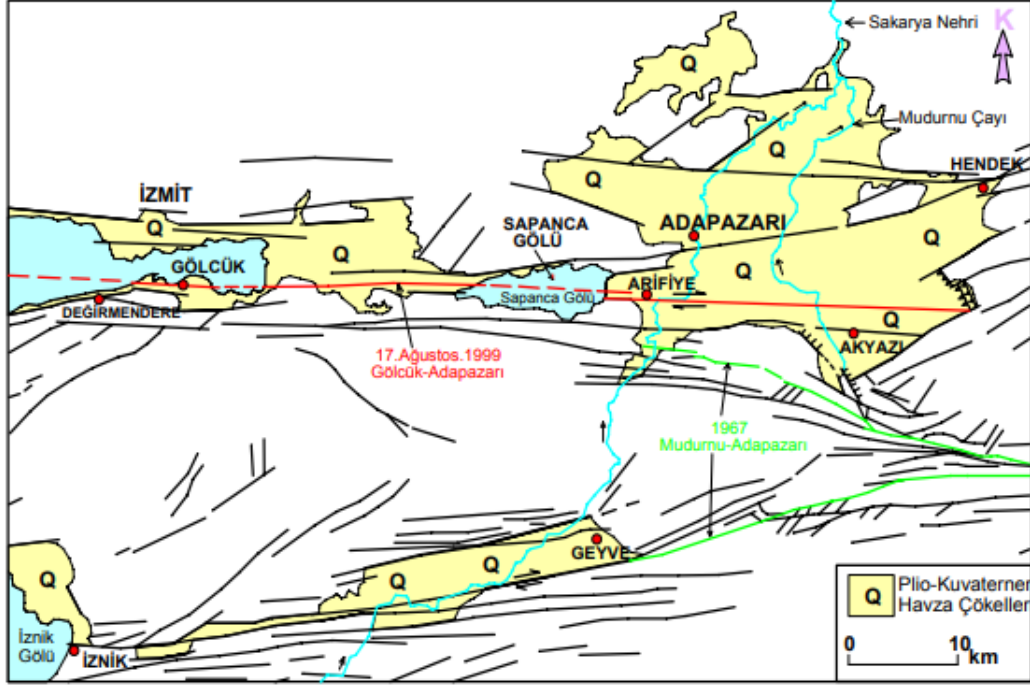 Sakarya Nehri
K
Q
Mudurnu Çayı
Q
HENDEK
Q
İZMİT
Q
SAPANCA
GÖLÜ
ADAPAZARI
Q
Q
GÖLCÜK
Q
ARİFİYE
Sapanca Gölü
DEĞİRMENDERE
Q
AKYAZI
17.Ağustos.1999
Gölcük-Adapazarı
1967
Mudurnu-Adapazarı
GEYVE
Q
Q
Q
İznik
Gölü
İZNİK
Q
Plio-Kuvaterner
Havza Çökeller
0
10
km